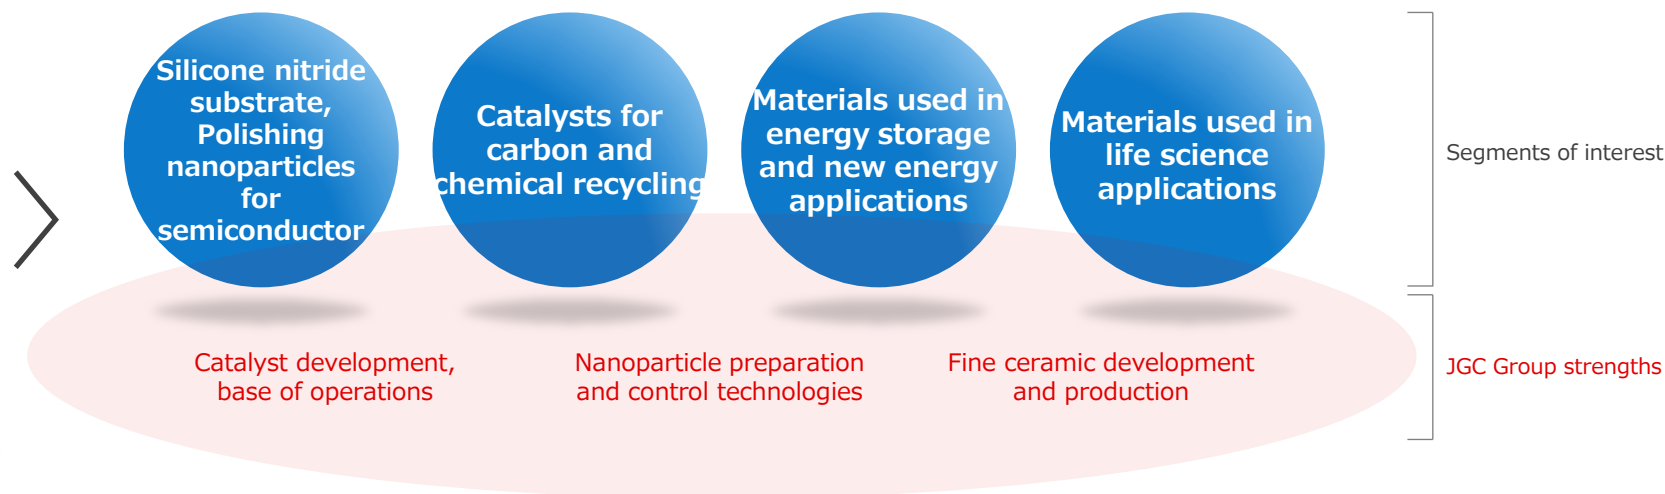 Silicone nitride
substrate,
Polishing
nanoparticles
for
semiconductor
Catalysts for
carbon and
chemical recycling
Materials used in
energy storage
and new energy
applications
Materials used in
life science
applications
Segments of interest
Catalyst development,
base of operations
Nanoparticle preparation
and control technologies
Fine ceramic development
and production
JGC Group strengths